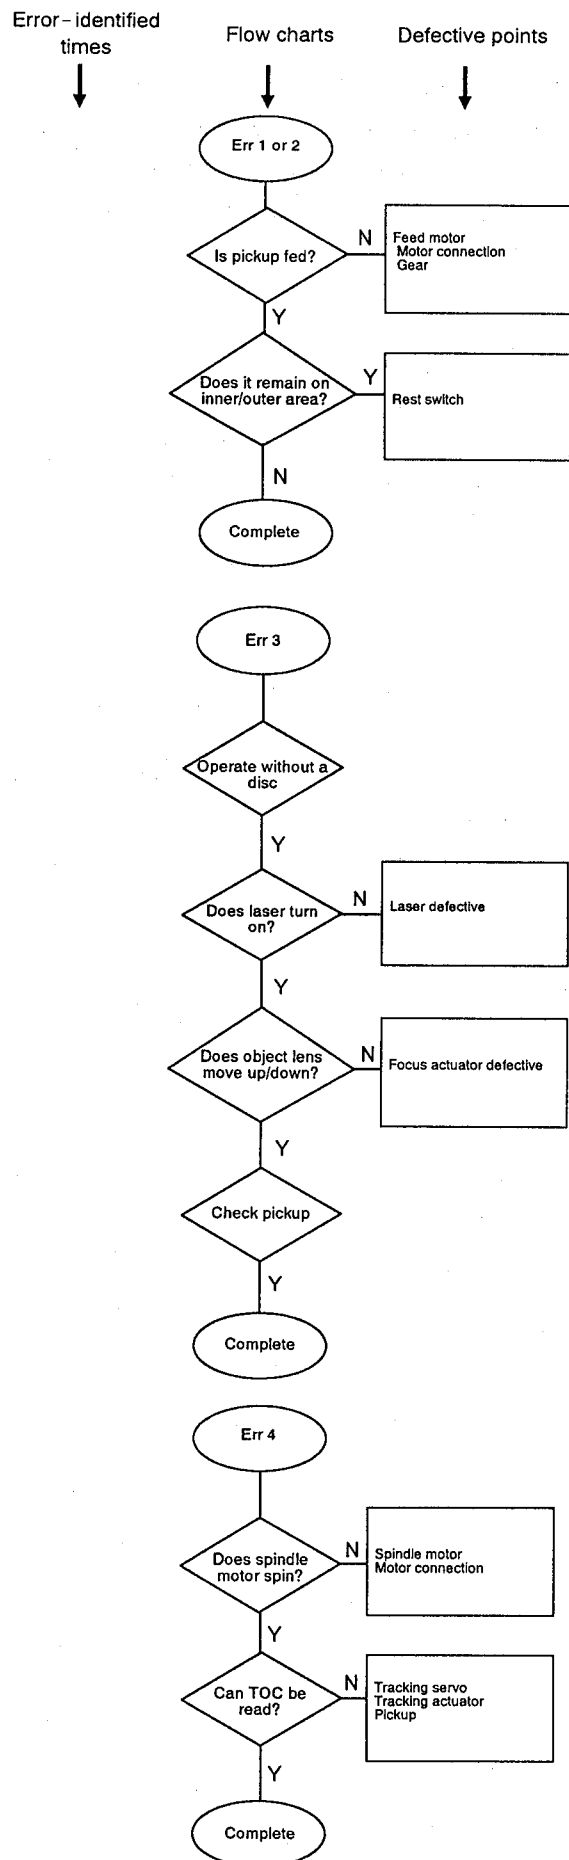 Error-identified
times
Flow charts
Defective points
Err 1 or 2
Is pickup fed?
N
Feed motor
Motor connection
Gear
Y
Does it remain on
inner/outer area?
Y
Rest switch
N
Complete
Err 3
Operate without a
disc
Y
Does laser turn
on?
N
Laser defective
Y
Does object lens
move up/down?
N
Focus actuator defective
Y
Check pickup
Y
Complete
Err 4
Does spindle
motor spin?
N
Spindle motor
Motor connection
Y
Can TOC be
read?
N
Tracking servo
Tracking actuator
Pickup
Y
Complete